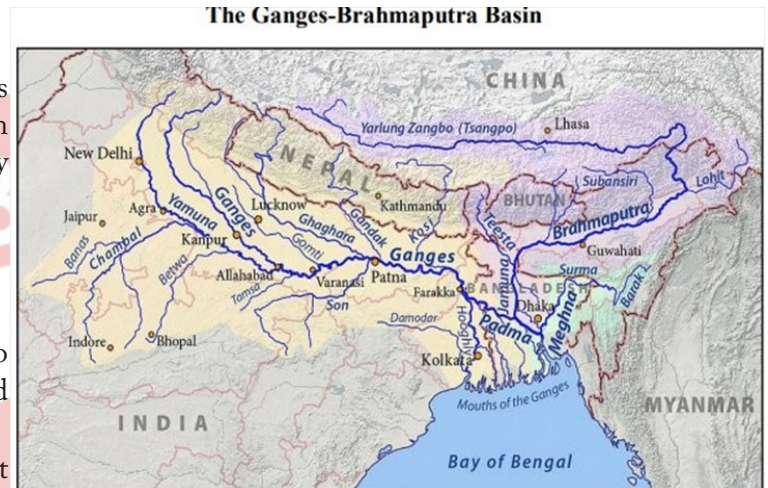 The Ganges-Brahmaputra Basin
s
n
y
o
d
t
CHINA
Yarlung Zangbo (Tsangpo)
Lhasa
New Delhi
NEPAL
Subansiri
Lohit
BHUTAN
Jaipur
Agra
Yamuna
Ganges
Lucknow
Kathmandu
Ghaghara
Gandak
Kosi
Teesta
Brahmaputra
Guwahati
Banas
Chambal
Kanpur
Gomti
Ganges
Betwa
Allahabad
Varanasi
Patna
Surma
Barak
Tamsa
Son
Farakka
BANGLADESH
Jamuna
Dhaka
Damodar
Hooghly
Padma
Meghna
Indore
Bhopal
Kolkata
Mouths of the Ganges
INDIA
MYANMAR
Bay of Bengal